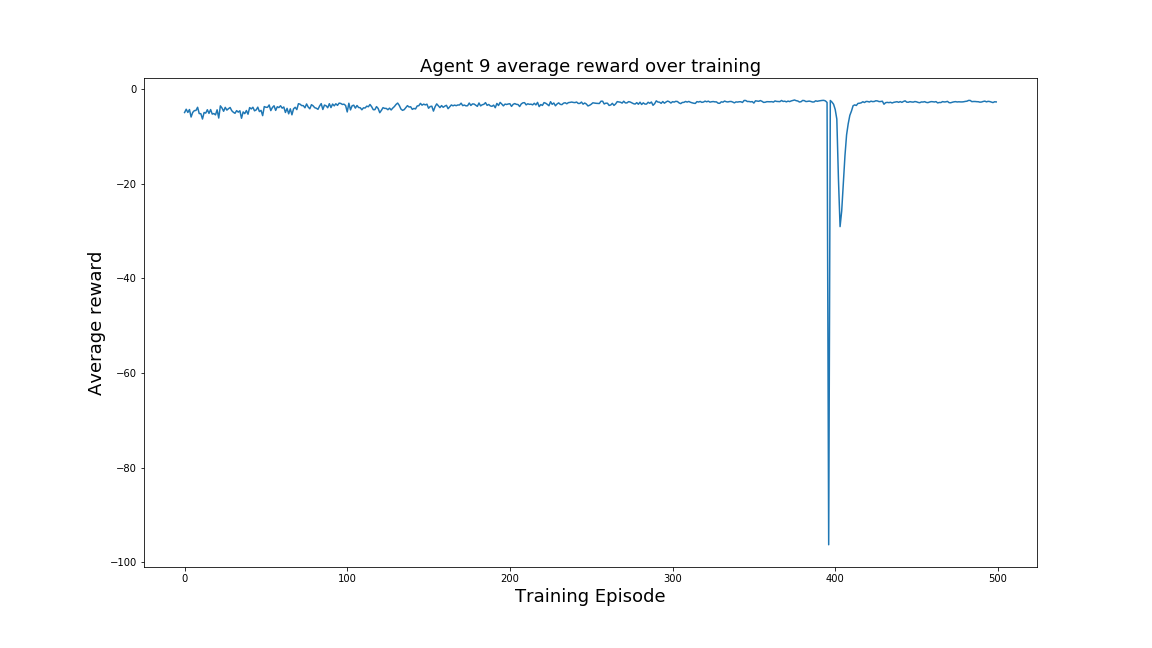 Agent 9 average reward over training
0
−20
−40
−60
−80
−100
Average reward
0 100 200 300 400 500
Training Episode